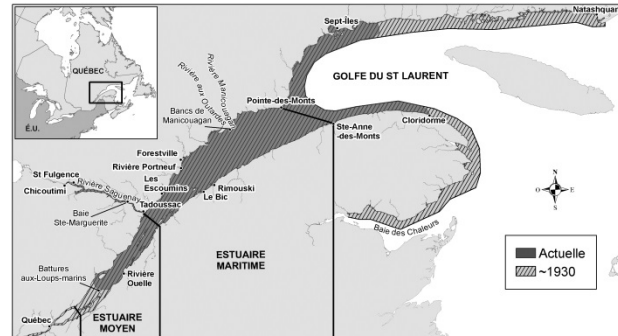 QUÉBEC
É.U.
Sept-Îles
Natashquan
GOLFE DU ST LAURENT
Rivière Manicouagan
Rivière aux Outardes
Bancs de
Manicouagan
Pointe-des-Monts
Ste-Anne
-des-Monts
Cloridorme
Forestville
Rivière Portneuf
Les
Escoumins
Rimouski
Le Bic
St Fulgence
Chicoutimi
Rivière Saguenay
Tadoussac
Baie
Ste-Marguerite
Baie des Chaleurs
N
O
E
S
ESTUAIRE
MARITIME
Battures
aux-Loups-marins
Rivière
Ouelle
Québec
ESTUAIRE
MOYEN
Actuelle
~1930